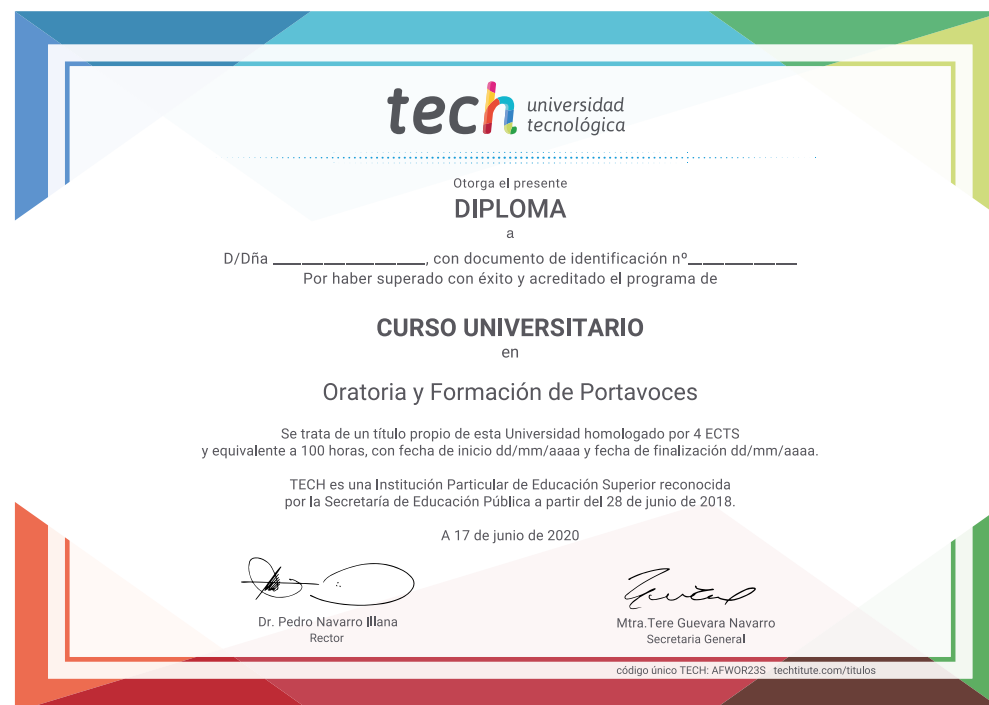 tech universidad
tecnológica
Otorga el presente
DIPLOMA
a
D/Dña ________________, con documento de identificación nº____________
Por haber superado con éxito y acreditado el programa de
CURSO UNIVERSITARIO
en
Oratoria y Formación de Portavoces
Se trata de un título propio de esta Universidad homologado por 4 ECTS
y equivalente a 100 horas, con fecha de inicio dd/mm/aaaa y fecha de finalización dd/mm/aaaa.
TECH es una Institución Particular de Educación Superior reconocida
por la Secretaría de Educación Pública a partir del 28 de junio de 2018.
A 17 de junio de 2020
Dr. Pedro Navarro Illana
Rector
Mtra.Tere Guevara Navarro
Secretaria General
código único TECH: AFWOR23S techtitute.com/titulos